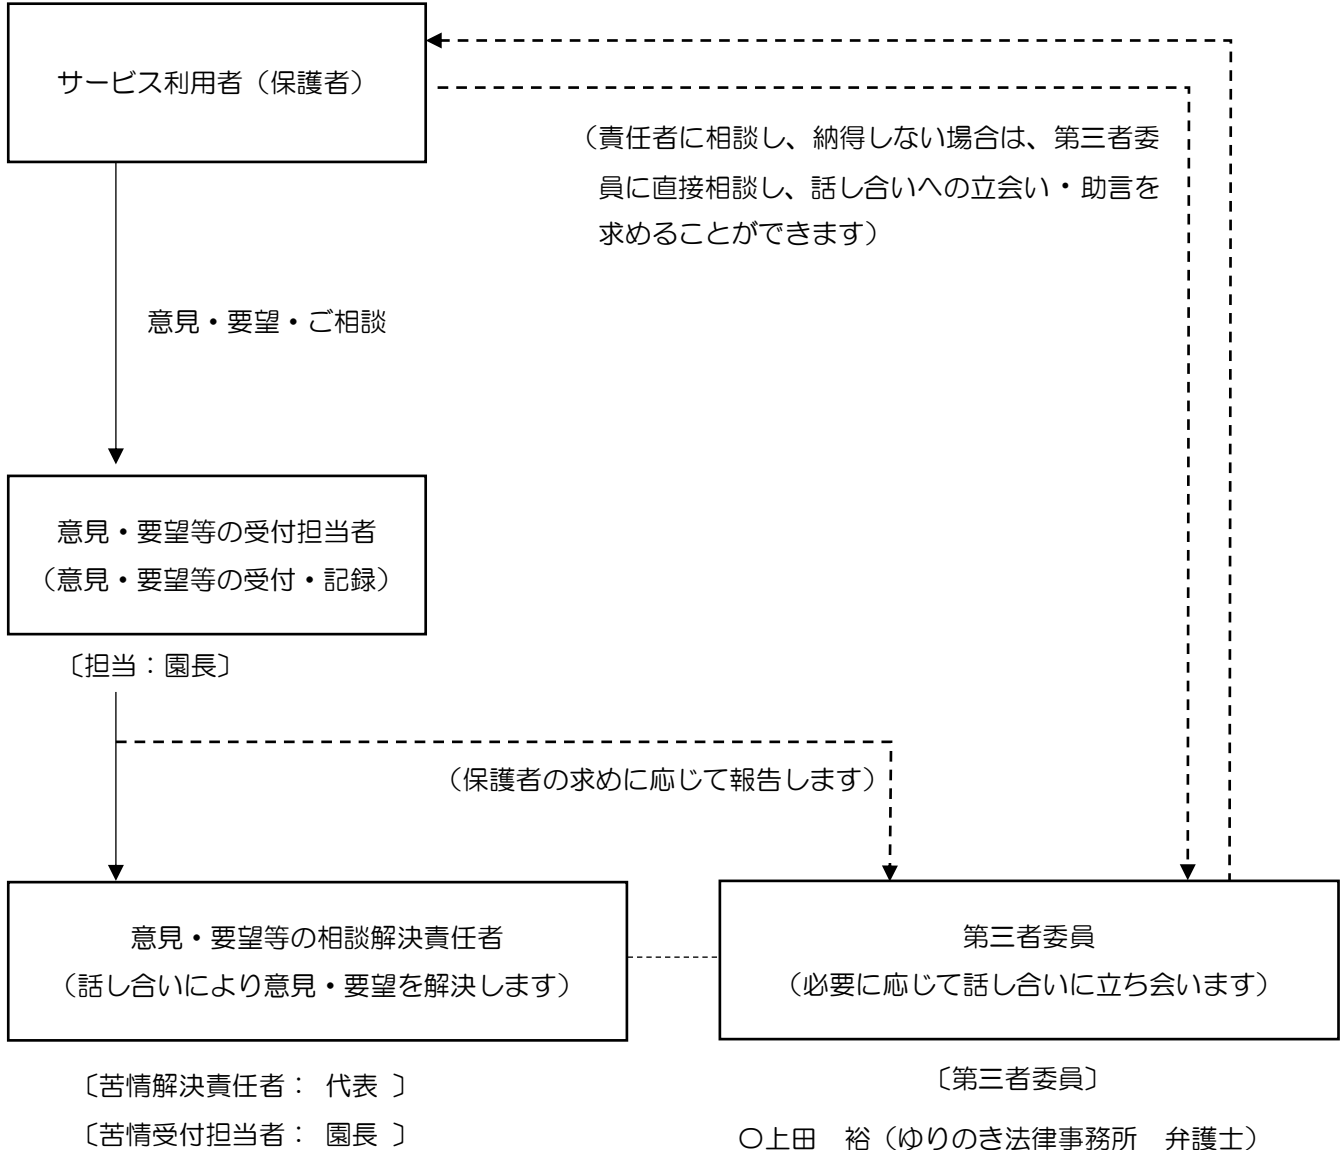 サービス利用者（保護者）
（責任者に相談し、納得しない場合は、第三者委
員に直接相談し、話し合いへの立会い・助言を
求めることができます）
意見・要望・ご相談
意見・要望等の受付担当者
（意見・要望等の受付・記録）
〔担当：園長〕
（保護者の求めに応じて報告します）
意見・要望等の相談解決責任者
（話し合いにより意見・要望を解決します）
第三者委員
（必要に応じて話し合いに立ち会います）
〔苦情解決責任者： 代表 〕
〔苦情受付担当者： 園長 〕
〔第三者委員〕
〇上田　裕（ゆりのき法律事務所　弁護士）